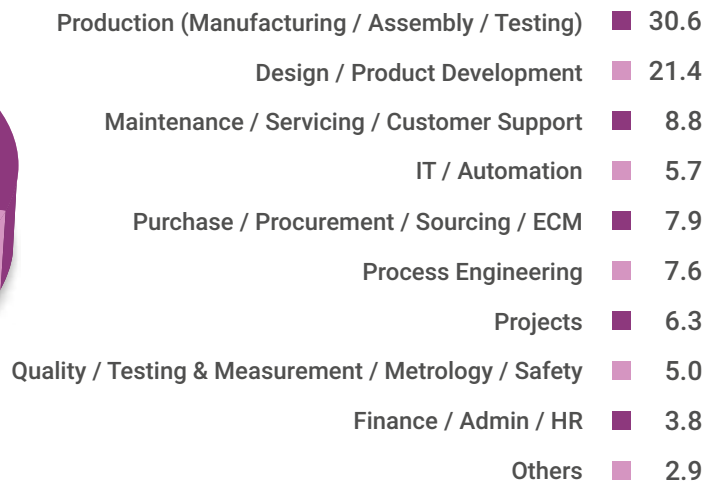 Production (Manufacturing / Assembly / Testing) 30.6
Design / Product Development 21.4
Maintenance / Servicing / Customer Support 8.8
IT / Automation 5.7
Purchase / Procurement / Sourcing / ECM 7.9
Process Engineering 7.6
Projects 6.3
Quality / Testing & Measurement / Metrology / Safety 5.0
Finance / Admin / HR 3.8
Others 2.9